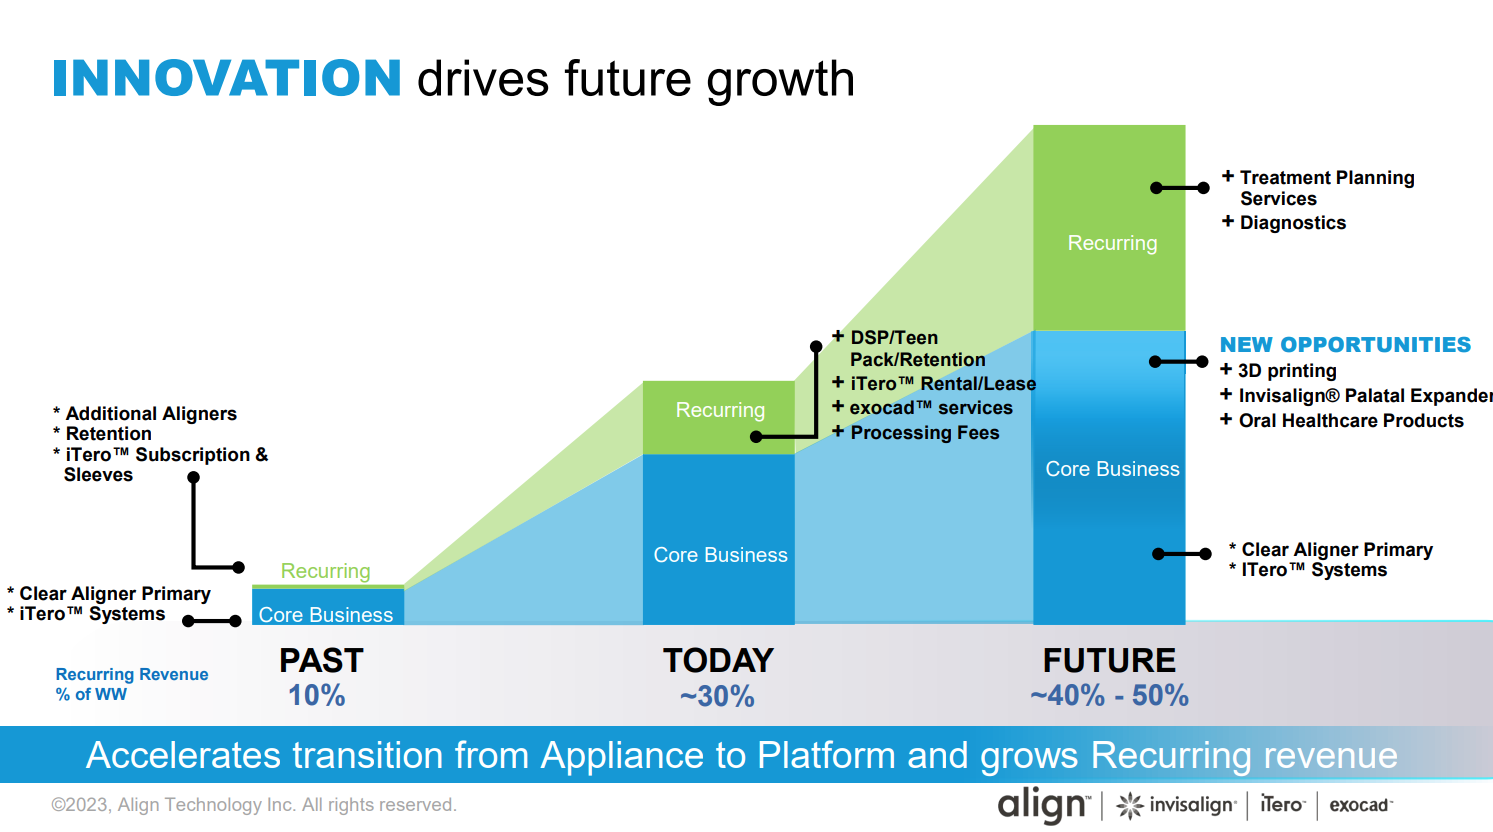 INNOVATION drives future growth
* Additional Aligners
* Retention
* iTero™ Subscription &
Sleeves
* Clear Aligner Primary
* iTero™ Systems
Recurring
Core Business
Recurring
Core Business
+ DSP/Teen
Pack/Retention
+ iTero™ Rental/Lease
+ exocad™ services
+ Processing Fees
Recurring
Core Business
+ Treatment Planning
Services
+ Diagnostics
NEW OPPORTUNITIES
+ 3D printing
+ Invisalign® Palatal Expander
+ Oral Healthcare Products
* Clear Aligner Primary
* ITero™ Systems
PAST
TODAY
FUTURE
Recurring Revenue
% of WW
10%
~30%
~40% - 50%
Accelerates transition from Appliance to Platform and grows Recurring revenue
©2023, Align Technology Inc. All rights reserved.
align™ | invisalign® | iTero™ | exocad™